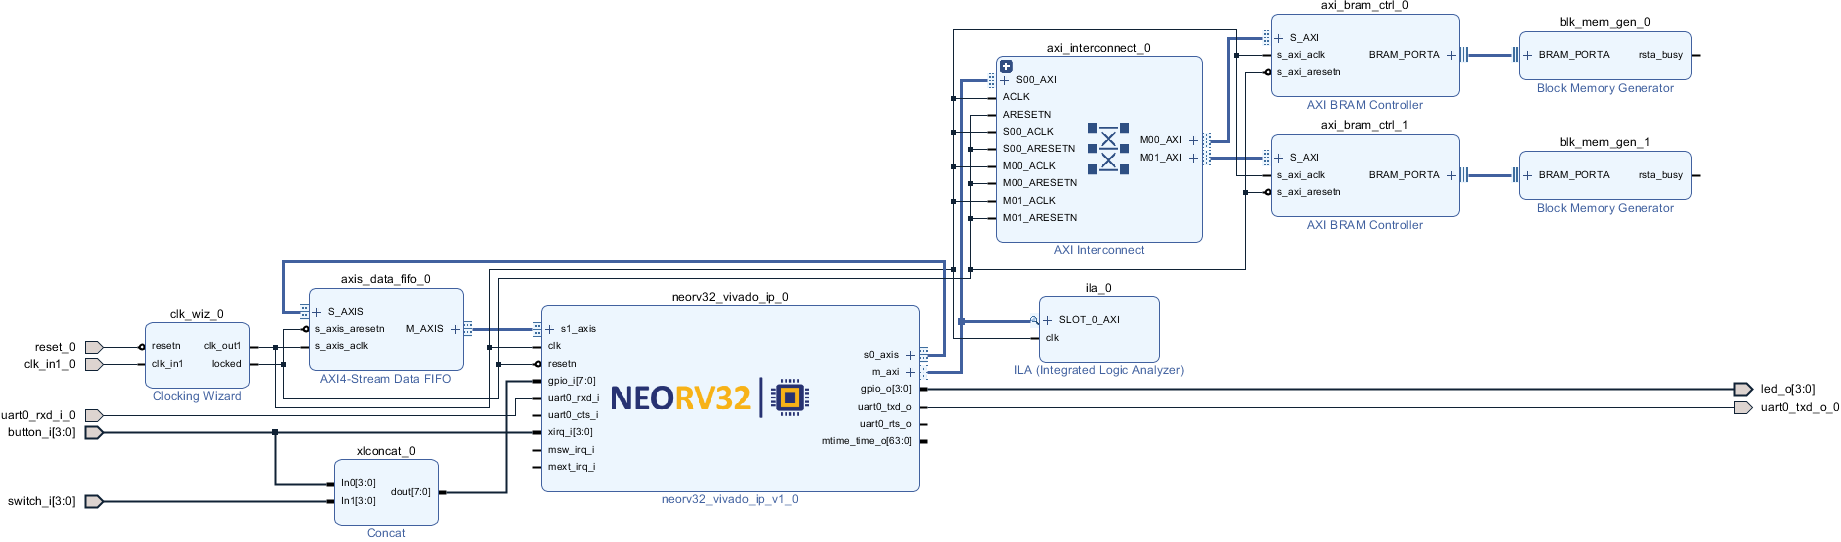 reset_0
clk_in1_0
uart0_rxd_i_0
button_i[3:0]
switch_i[3:0]
clk_wiz_0
resetn
clk_in1
clk_out1
locked
Clocking Wizard
axis_data_fifo_0
S_AXIS
s_axis_aresetn
s_axis_aclk
M_AXIS
AXI4-Stream Data FIFO
xlconcat_0
In0[3:0]
In1[3:0]
dout[7:0]
Concat
neorv32_vivado_ip_0
s1_axis
clk
resetn
gpio_i[7:0]
uart0_rxd_i
uart0_cts_i
xirq_i[3:0]
msw_irq_i
mext_irq_i
NEORV32
s0_axis
m_axi
gpio_o[3:0]
uart0_txd_o
uart0_rts_o
mtime_time_o[63:0]
neorv32_vivado_ip_v1_0
axi_interconnect_0
S00_AXI
ACLK
ARESETN
S00_ACLK
S00_ARESETN
M00_ACLK
M00_ARESETN
M01_ACLK
M01_ARESETN
M00_AXI
M01_AXI
AXI Interconnect
ila_0
SLOT_0_AXI
clk
ILA (Integrated Logic Analyzer)
axi_bram_ctrl_0
S_AXI
s_axi_aclk
s_axi_aresetn
BRAM_PORTA
AXI BRAM Controller
axi_bram_ctrl_1
S_AXI
s_axi_aclk
s_axi_aresetn
BRAM_PORTA
AXI BRAM Controller
blk_mem_gen_0
BRAM_PORTA
rsta_busy
Block Memory Generator
blk_mem_gen_1
BRAM_PORTA
rsta_busy
Block Memory Generator
led_o[3:0]
uart0_txd_o_0